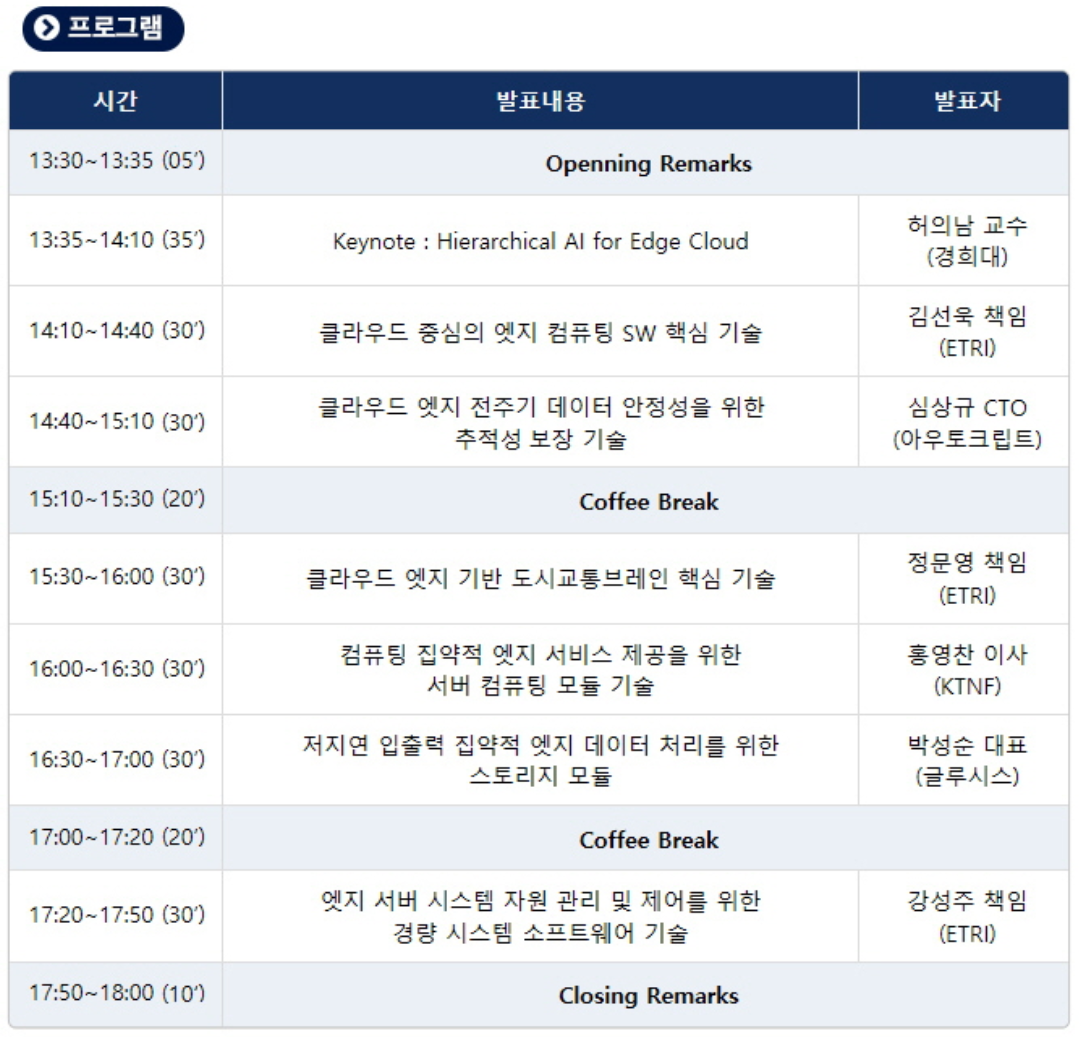 프로그램
시간 발표내용 발표자
13:30~13:35 (05’) Openning Remarks
13:35~14:10 (35’) Keynote : Hierarchical AI for Edge Cloud 허의남 교수
(경희대)
14:10~14:40 (30’) 클라우드 중심의 엣지 컴퓨팅 SW 핵심 기술 김선욱 책임
(ETRI)
14:40~15:10 (30’) 클라우드 엣지 전주기 데이터 안정성을 위한
추적성 보장 기술 심상규 CTO
(아우토크립트)
15:10~15:30 (20’) Coffee Break
15:30~16:00 (30’) 클라우드 엣지 기반 도시교통브레인 핵심 기술 정문영 책임
(ETRI)
16:00~16:30 (30’) 컴퓨팅 집약적 엣지 서비스 제공을 위한
서버 컴퓨팅 모듈 기술 홍영찬 이사
(KTNF)
16:30~17:00 (30’) 저지연 입출력 집약적 엣지 데이터 처리를 위한
스토리지 모듈 박성순 대표
(글루시스)
17:00~17:20 (20’) Coffee Break
17:20~17:50 (30’) 엣지 서버 시스템 자원 관리 및 제어를 위한
경량 시스템 소프트웨어 기술 강성주 책임
(ETRI)
17:50~18:00 (10’) Closing Remarks